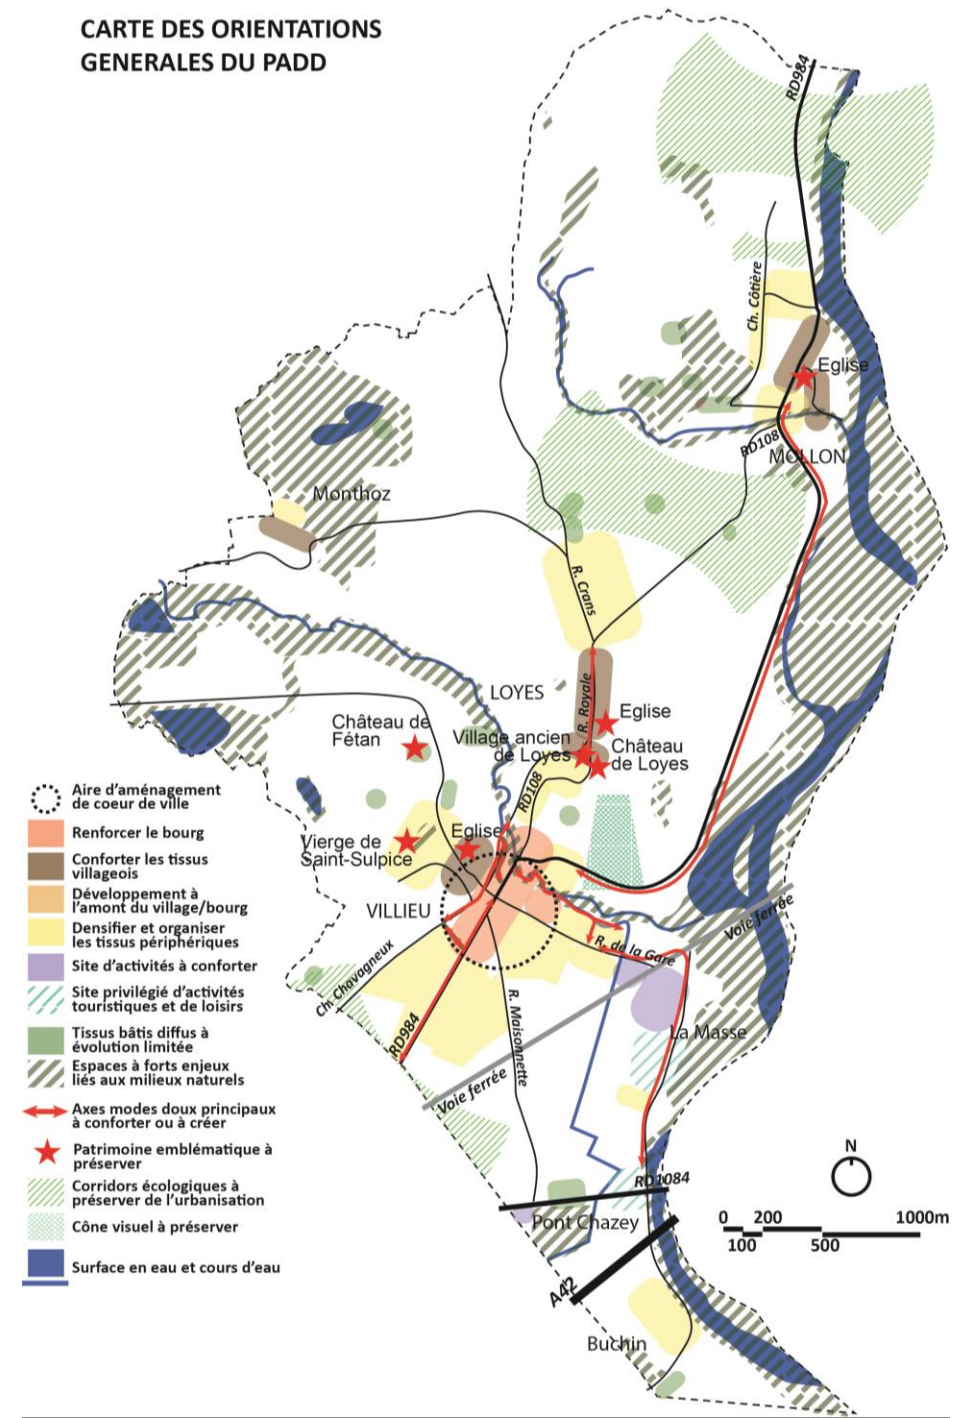 CARTE DES ORIENTATIONS
GENERALES DU PADD
RD984
Ch. Côtière
Eglise
RD108
MOLLON
Monthoz
R. Crans
LOYES
R. Royale
Eglise
Château de
Fétan
Village ancien
de Loyes
Château
de Loyes
RD108
Vierge de
Saint-Sulpice
Eglise
VILLIEU
Voie ferrée
R. de la Gare
Ch. Chavagneux
R. Maisonnette
RD984
La Masse
Voie ferrée
RD1084
Pont Chazey
A42
Buchin
Aire d'aménagement
de coeur de ville
Renforcer le bourg
Conforter les tissus
villageois
Développement à
l'amont du village/bourg
Densifier et organiser
les tissus périphériques
Site d'activités à conforter
Site privilégié d'activités
touristiques et de loisirs
Tissus bâtis diffus à
évolution limitée
Espaces à forts enjeux
liés aux milieux naturels
Axes modes doux principaux
à conforter ou à créer
Patrimoine emblématique à
préserver
Corridors écologiques à
préserver de l'urbanisation
Cône visuel à préserver
Surface en eau et cours d'eau
N
0 200 1000m
100 500